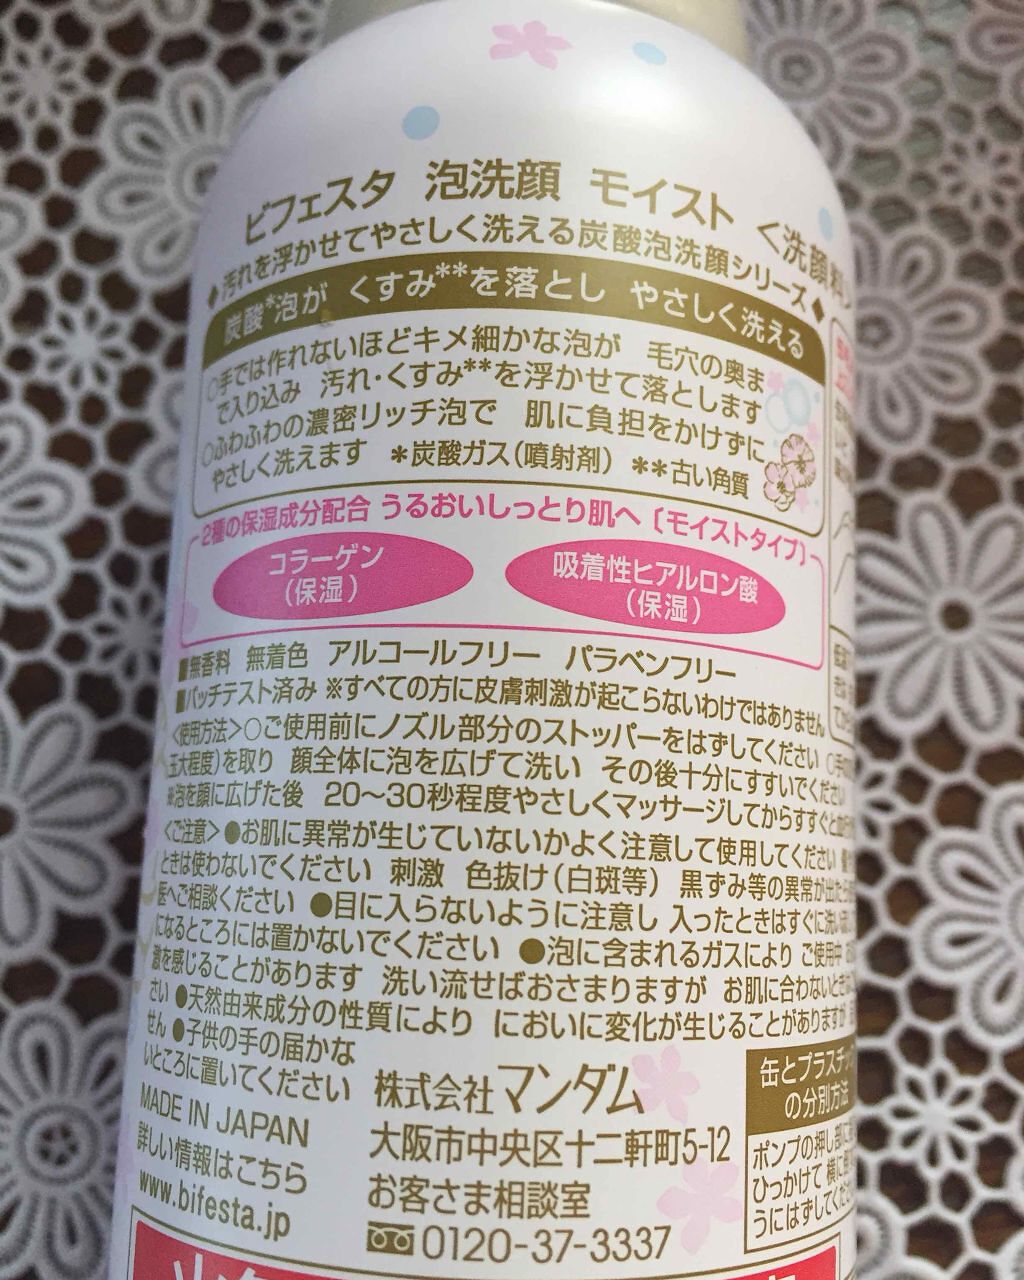 ビフェスタ 泡洗顔 モイスト <洗顔
◆汚れを浮かせてやさしく洗える炭酸泡洗顔シリーズ◆
炭酸*泡が くすみ**を落とし やさしく洗える
○手では作れないほどキメ細かな泡が 毛穴の奥ま
で入り込み 汚れ・くすみ**を浮かせて落とします
○ふわふわの濃密リッチ泡で 肌に負担をかけずに
やさしく洗えます *炭酸ガス(噴射剤) **古い角質
2種の保湿成分配合 うるおいしっとり肌へ〔モイストタイプ〕
コラーゲン
(保湿)
吸着性ヒアルロン酸
(保湿)
■無香料 無着色 アルコールフリー パラベンフリー
■パッチテスト済み ※すべての方に皮膚刺激が起こらないわけではありません
<使用方法>○ご使用前にノズル部分のストッパーをはずしてください ○手の
玉大程度)を取り 顔全体に泡を広げて洗い その後十分にすすいでください
※泡を顔に広げた後 20～30秒程度やさしくマッサージしてからすすぐと
<ご注意>●お肌に異常が生じていないかよく注意して使用してください
ときは使わないでください 刺激 色抜け(白斑等) 黒ずみ等の異常が出たら
医へご相談ください ●目に入らないように注意し 入ったときはすぐに洗い
になるところには置かないでください ●泡に含まれるガスにより ご使用中
激を感じることがあります 洗い流せばおさまりますが お肌に合わないときは
さい ●天然由来成分の性質により においに変化が生じることがありますが
せん ●子供の手の届かな
いところに置いてください
株式会社マンダム
MADE IN JAPAN
大阪市中央区十二軒町5-12
詳しい情報はこちら
お客さま相談室
www.bifesta.jp
0120-37-3337
缶とプラスチック
の分別方法
ポンプの押し部に
ひっかけて 横に
うにはずしてくだ